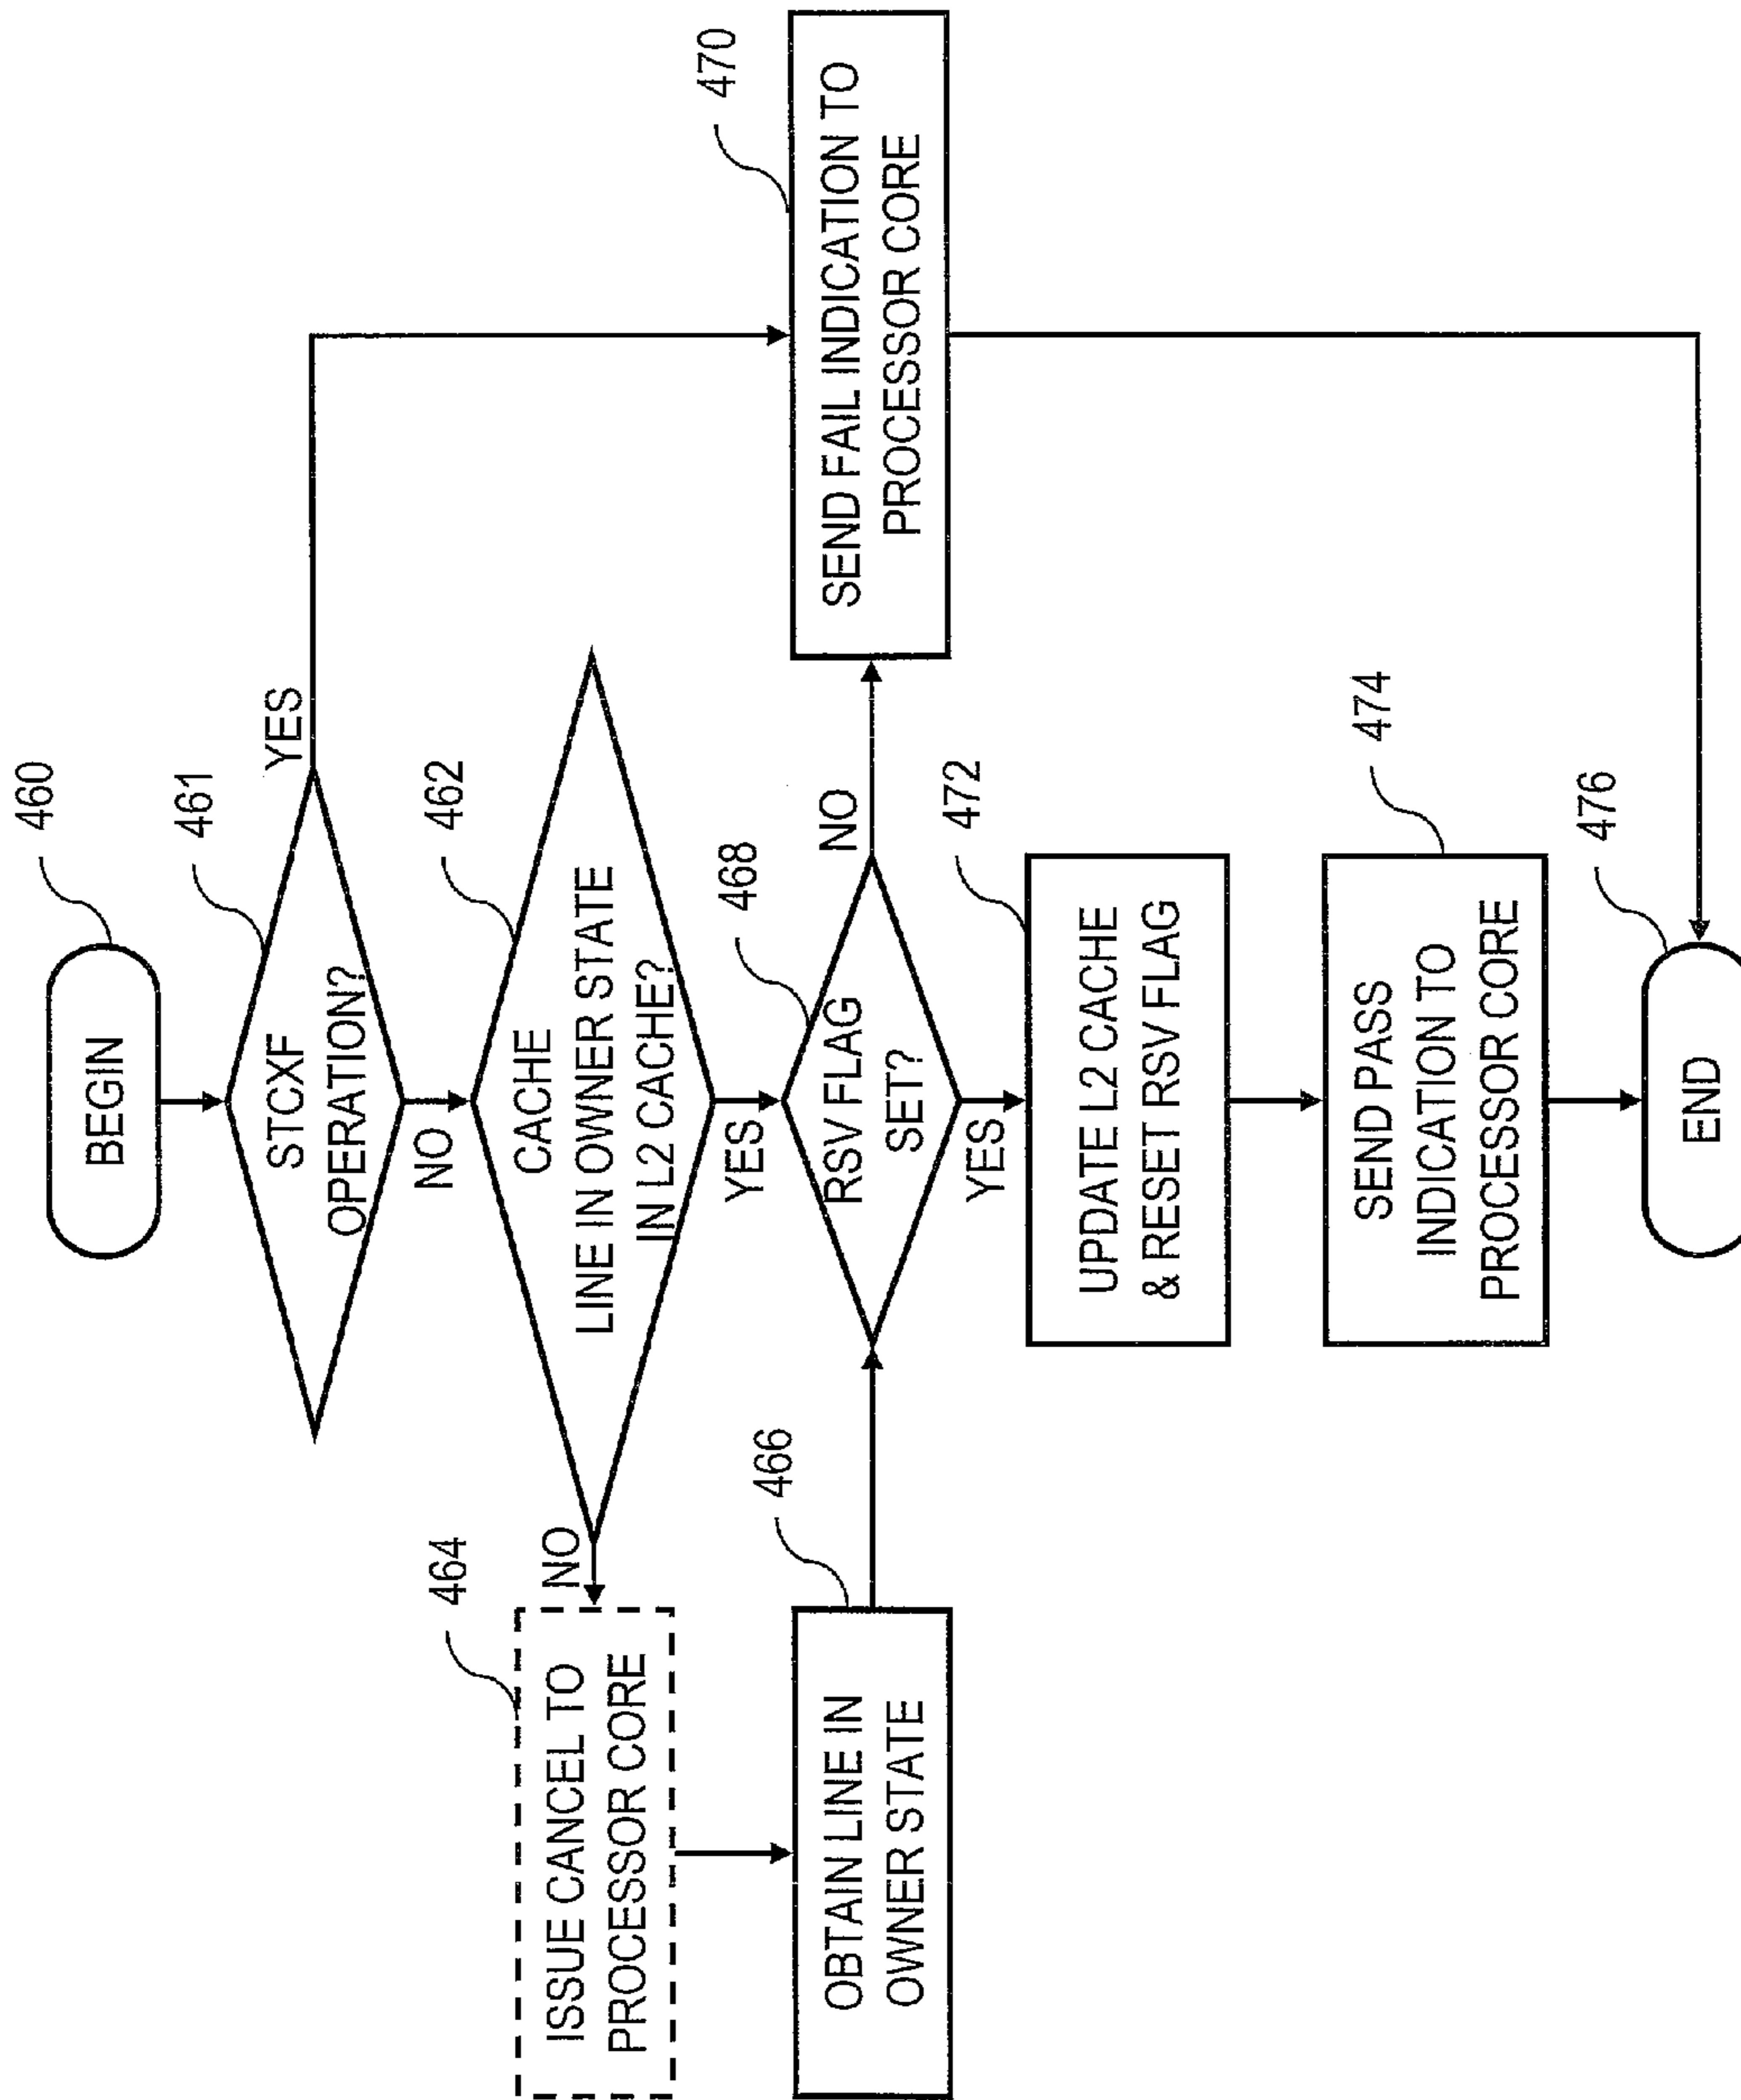 460
BEGIN
461
STCXF
OPERATION?
YES
NO
462
CACHE
LINE IN OWNER STATE
IN L2 CACHE?
NO
YES
464
ISSUE CANCEL TO
PROCESSOR CORE
466
OBTAIN LINE IN
OWNER STATE
468
RSV FLAG
SET?
NO
YES
470
SEND FAIL INDICATION TO
PROCESSOR CORE
472
UPDATE L2 CACHE
& RESET RSV FLAG
474
SEND PASS
INDICATION TO
PROCESSOR CORE
476
END